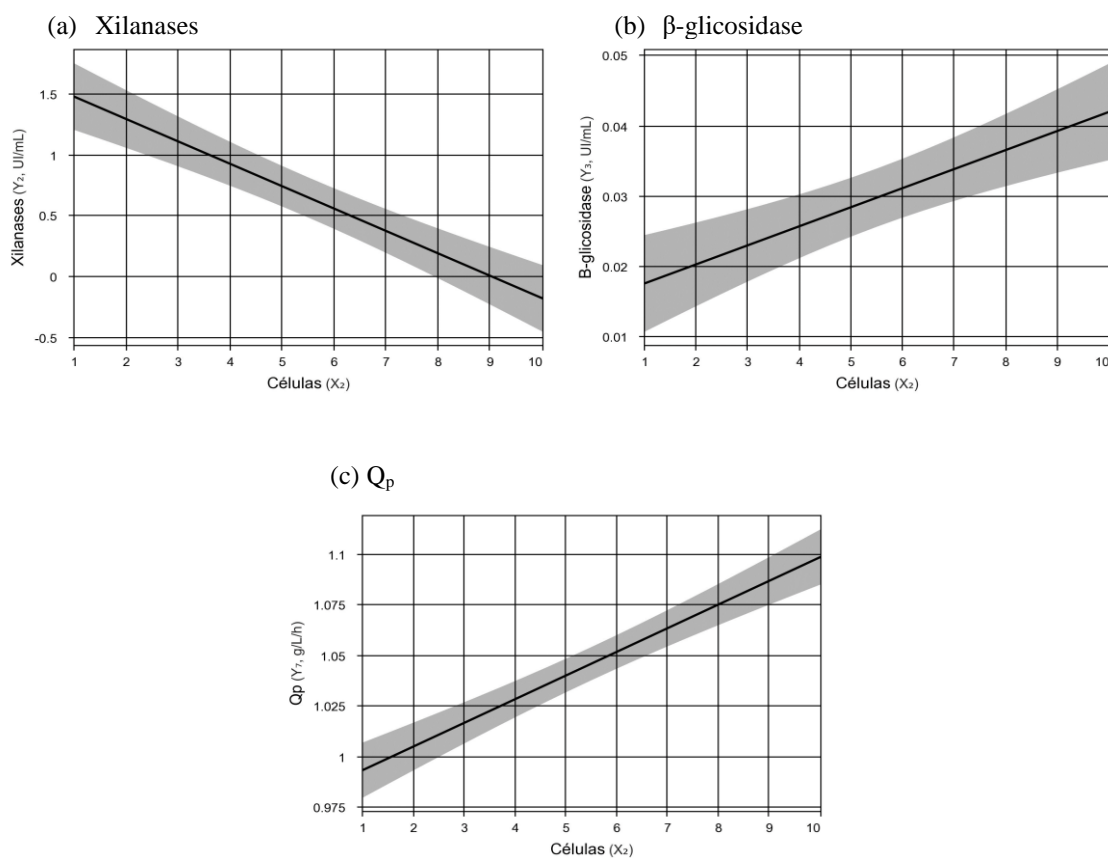 (a) Xilanases
Xilanases (Y₂, UI/mL)
1.5
1
0.5
0
-0.5
1 2 3 4 5 6 7 8 9 10
Células (X₂)
(b) β-glicosidase
B-glicosidase (Y₃, UI/mL)
0.05
0.04
0.03
0.02
0.01
1 2 3 4 5 6 7 8 9 10
Células (X₂)
(c) Qₚ
Qp (Y₇, g/L/h)
1.1
1.075
1.05
1.025
1
0.975
1 2 3 4 5 6 7 8 9 10
Células (X₂)